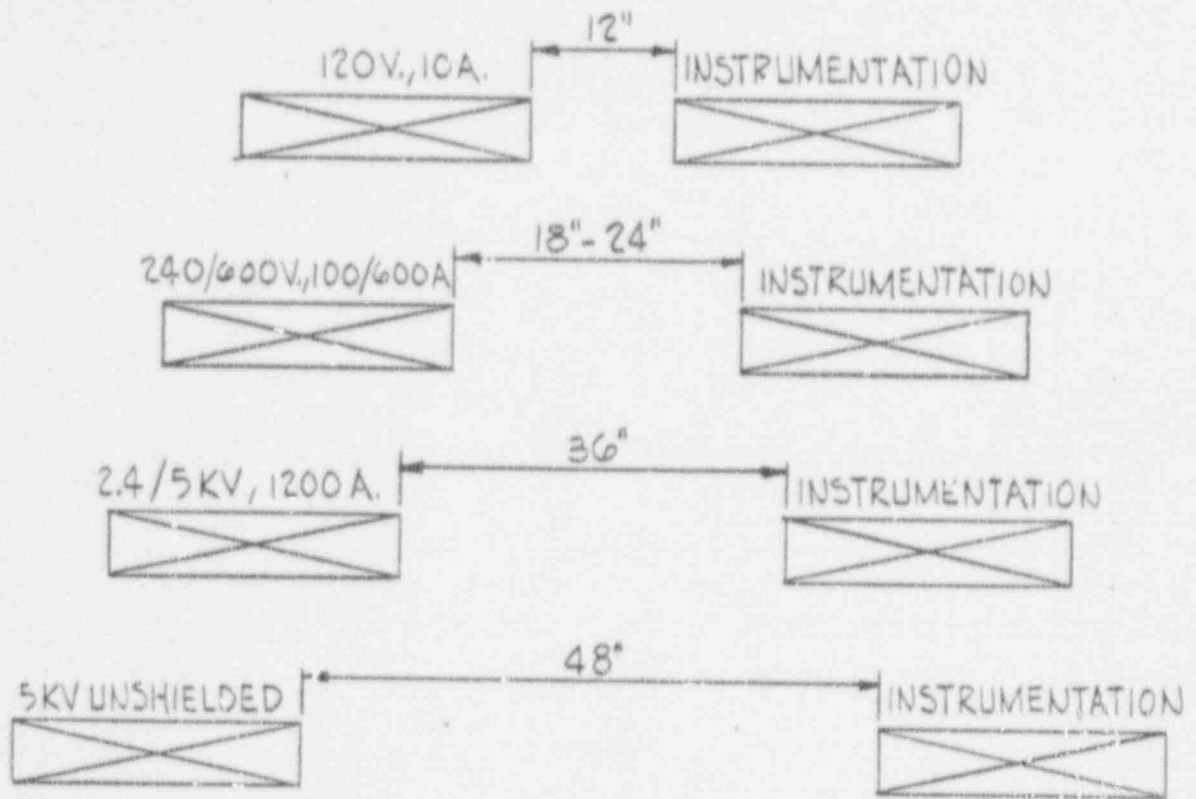 12"
120V., 10A. INSTRUMENTATION
18"- 24"
240/600V., 100/600A INSTRUMENTATION
36"
2.4/5KV, 1200A. INSTRUMENTATION
48"
5KV UNSHIELDED INSTRUMENTATION